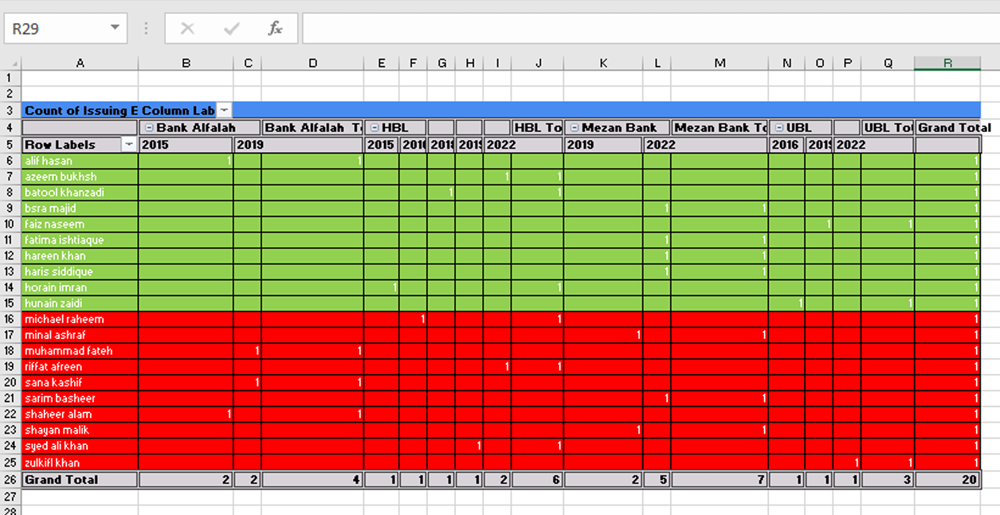 R29 fx
A B C D E F G H I J K L M N O P Q R
1
2
3 Count of Issuing E Column Lab
4 Bank Alfalah Bank Alfalah T HBL HBL To Mezan Bank Mezan Bank To UBL UBL To Grand Total
5 Row Labels 2015 2019 2015 2022 2019 2022 2016 2022
6 alif hasan 1 1 1
7 azeem bukhsh 1 1 1
8 batool khanzadi 1 1 1
9 bsra majid 1 1 1
10 faiz naseem 1 1 1
11 fatima ishtiaque 1 1 1
12 hareen khan 1 1 1
13 haris siddique 1 1 1
14 horain imran 1 1 1
15 hunain zaidi 1 1 1
16 michael raheem 1 1 1
17 minal ashraf 1 1 1
18 muhammad fateh 1 1 1
19 riffat afreen 1 1 1
20 sana kashif 1 1 1
21 sarim basheer 1 1 1
22 shaheer alam 1 1 1
23 shayan malik 1 1 1
24 syed ali khan 1 1 1
25 zulkifl khan 1 1 1
26 Grand Total 2 2 4 1 1 1 1 2 6 2 5 7 1 1 1 3 20
27
28